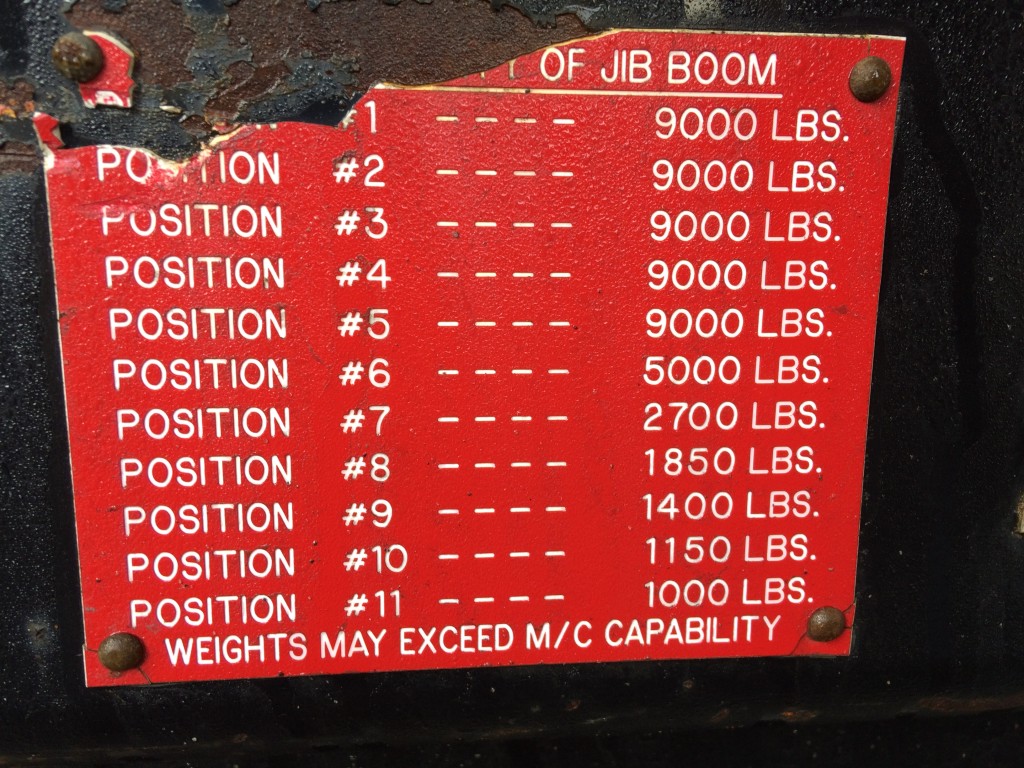 OF JIB BOOM
#1 ---- 9000 LBS.
POSITION #2 ---- 9000 LBS.
POSITION #3 ---- 9000 LBS.
POSITION #4 ---- 9000 LBS.
POSITION #5 ---- 9000 LBS.
POSITION #6 ---- 5000 LBS.
POSITION #7 ---- 2700 LBS.
POSITION #8 ---- 1850 LBS.
POSITION #9 ---- 1400 LBS.
POSITION #10 ---- 1150 LBS.
POSITION #11 ---- 1000 LBS.
WEIGHTS MAY EXCEED M/C CAPABILITY